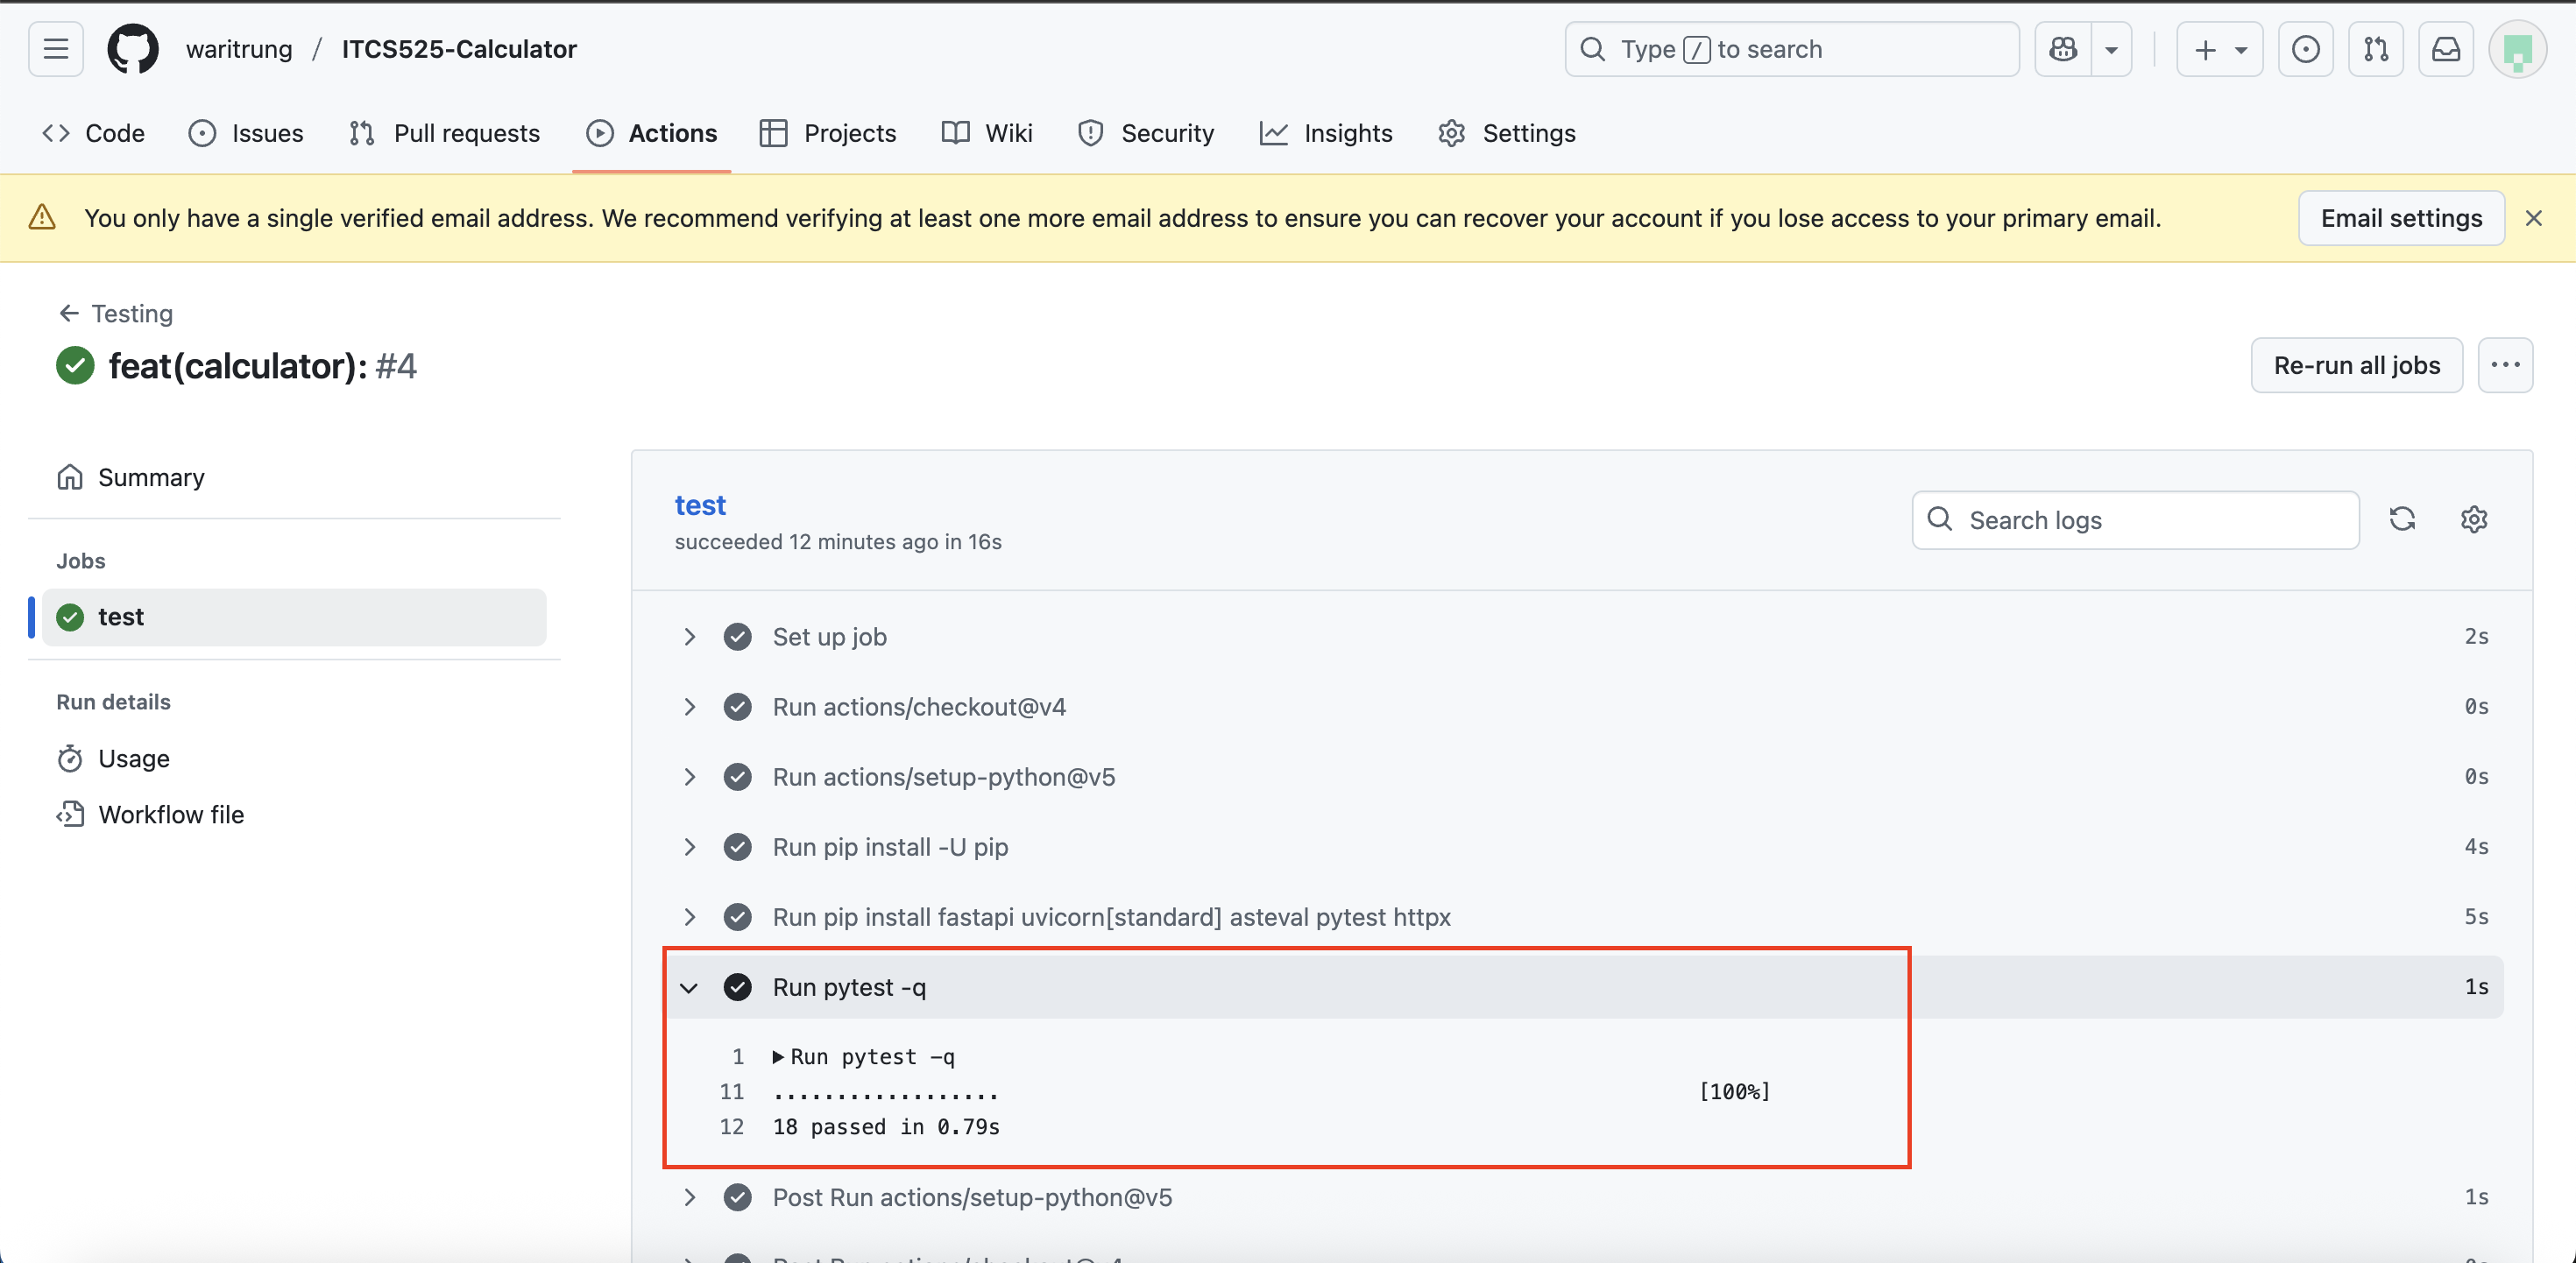 waritrung / ITCS525-Calculator
Type / to search
Code Issues Pull requests Actions Projects Wiki Security Insights Settings
You only have a single verified email address. We recommend verifying at least one more email address to ensure you can recover your account if you lose access to your primary email.
Email settings
Testing
feat(calculator): #4
Re-run all jobs
Summary
Jobs
test
Run details
Usage
Workflow file
test
succeeded 12 minutes ago in 16s
Search logs
Set up job 2s
Run actions/checkout@v4 0s
Run actions/setup-python@v5 0s
Run pip install -U pip 4s
Run pip install fastapi uvicorn[standard] asteval pytest httpx 5s
Run pytest -q 1s
1 Run pytest -q
11 .................. [100%]
12 18 passed in 0.79s
Post Run actions/setup-python@v5 1s